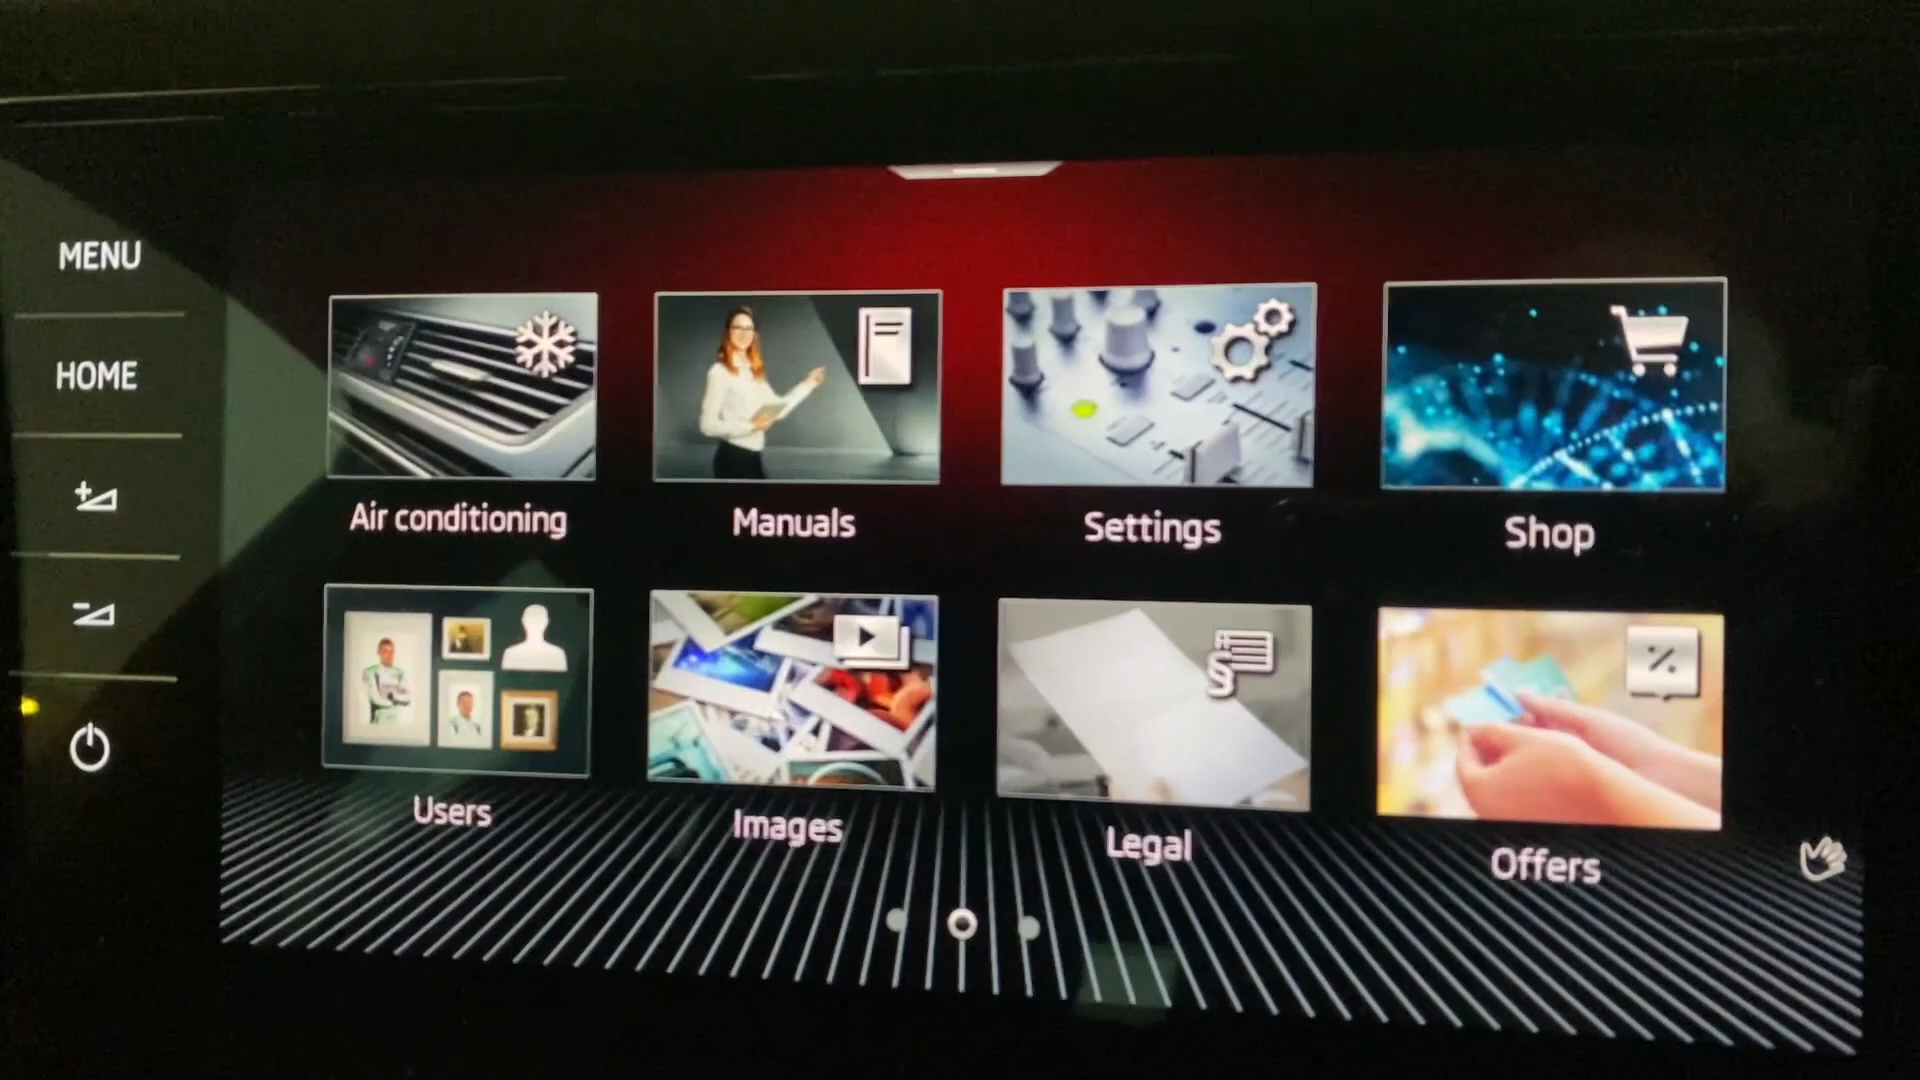 MENU
HOME
Air conditioning
Manuals
Settings
Shop
Users
Images
Legal
Offers